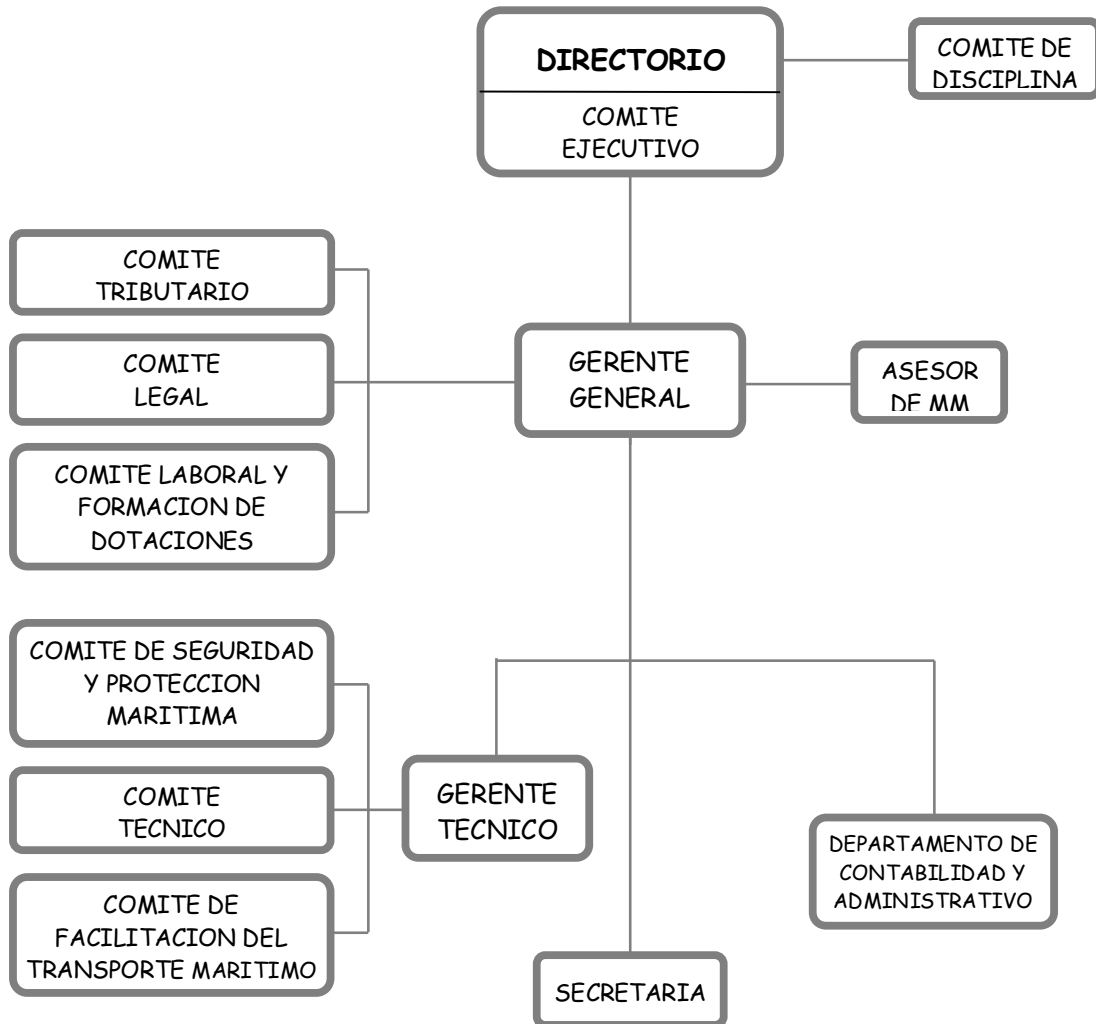 DIRECTORIO
COMITE
EJECUTIVO
COMITE DE
DISCIPLINA
COMITE
TRIBUTARIO
COMITE
LEGAL
COMITE LABORAL Y
FORMACION DE
DOTACIONES
GERENTE
GENERAL
ASESOR
DE MM
COMITE DE SEGURIDAD
Y PROTECCION
MARITIMA
COMITE
TECNICO
COMITE DE
FACILITACION DEL
TRANSPORTE MARITIMO
GERENTE
TECNICO
DEPARTAMENTO DE
CONTABILIDAD Y
ADMINISTRATIVO
SECRETARIA